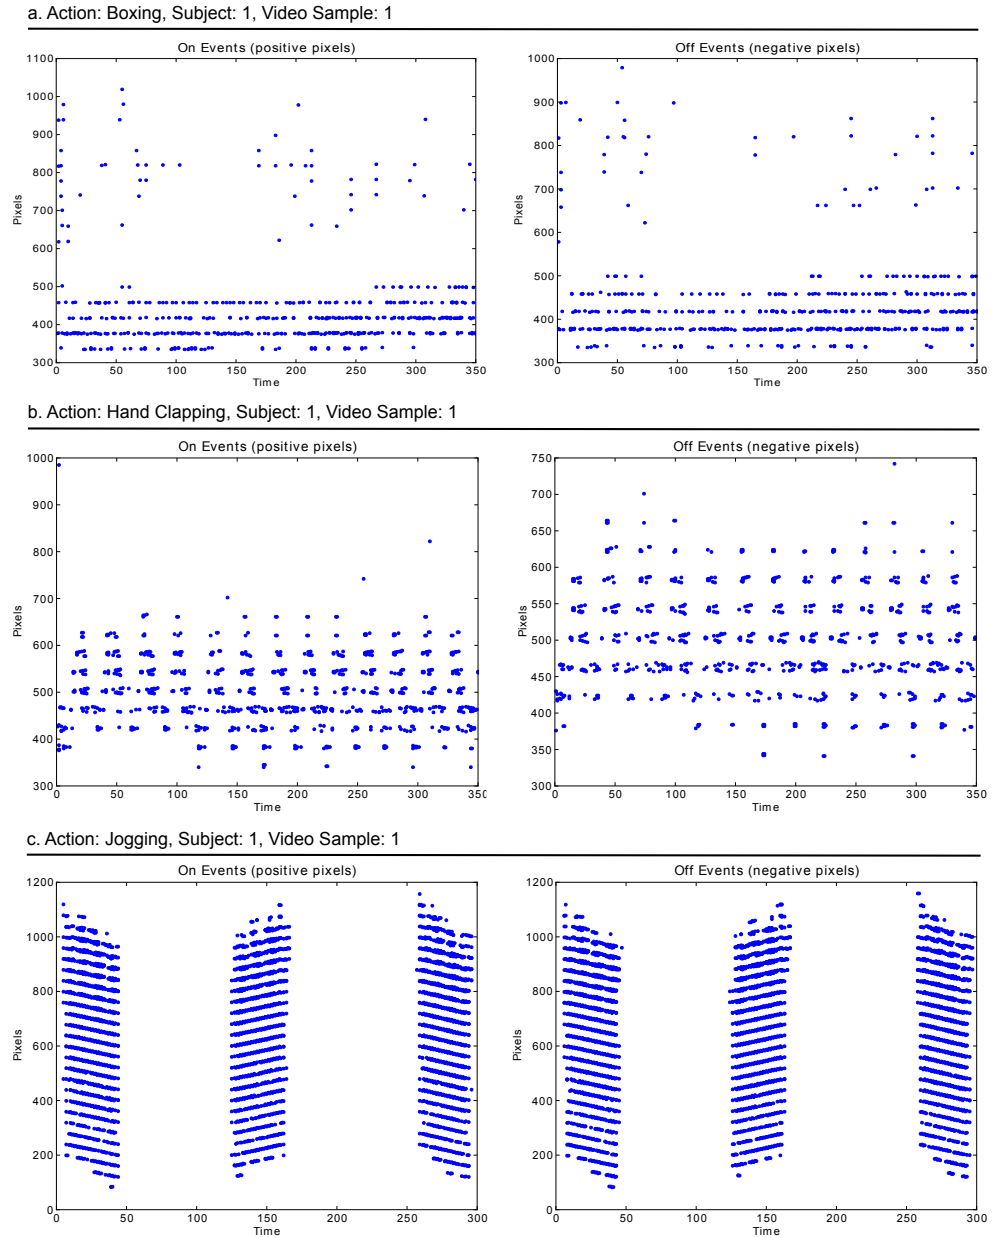 a. Action: Boxing, Subject: 1, Video Sample: 1
On Events (positive pixels)
1100
1000
900
800
700
600
500
400
300
Pixels
0 50 100 150 200 250 300 350
Time
Off Events (negative pixels)
1000
900
800
700
600
500
400
300
Pixels
0 50 100 150 200 250 300 350
Time
b. Action: Hand Clapping, Subject: 1, Video Sample: 1
On Events (positive pixels)
1000
900
800
700
600
500
400
300
Pixels
0 50 100 150 200 250 300 350
Time
Off Events (negative pixels)
750
700
650
600
550
500
450
400
350
300
Pixels
0 50 100 150 200 250 300 350
Time
c. Action: Jogging, Subject: 1, Video Sample: 1
On Events (positive pixels)
1200
1000
800
600
400
200
0
Pixels
0 50 100 150 200 250 300
Time
Off Events (negative pixels)
1200
1000
800
600
400
200
0
Pixels
0 50 100 150 200 250 300
Time